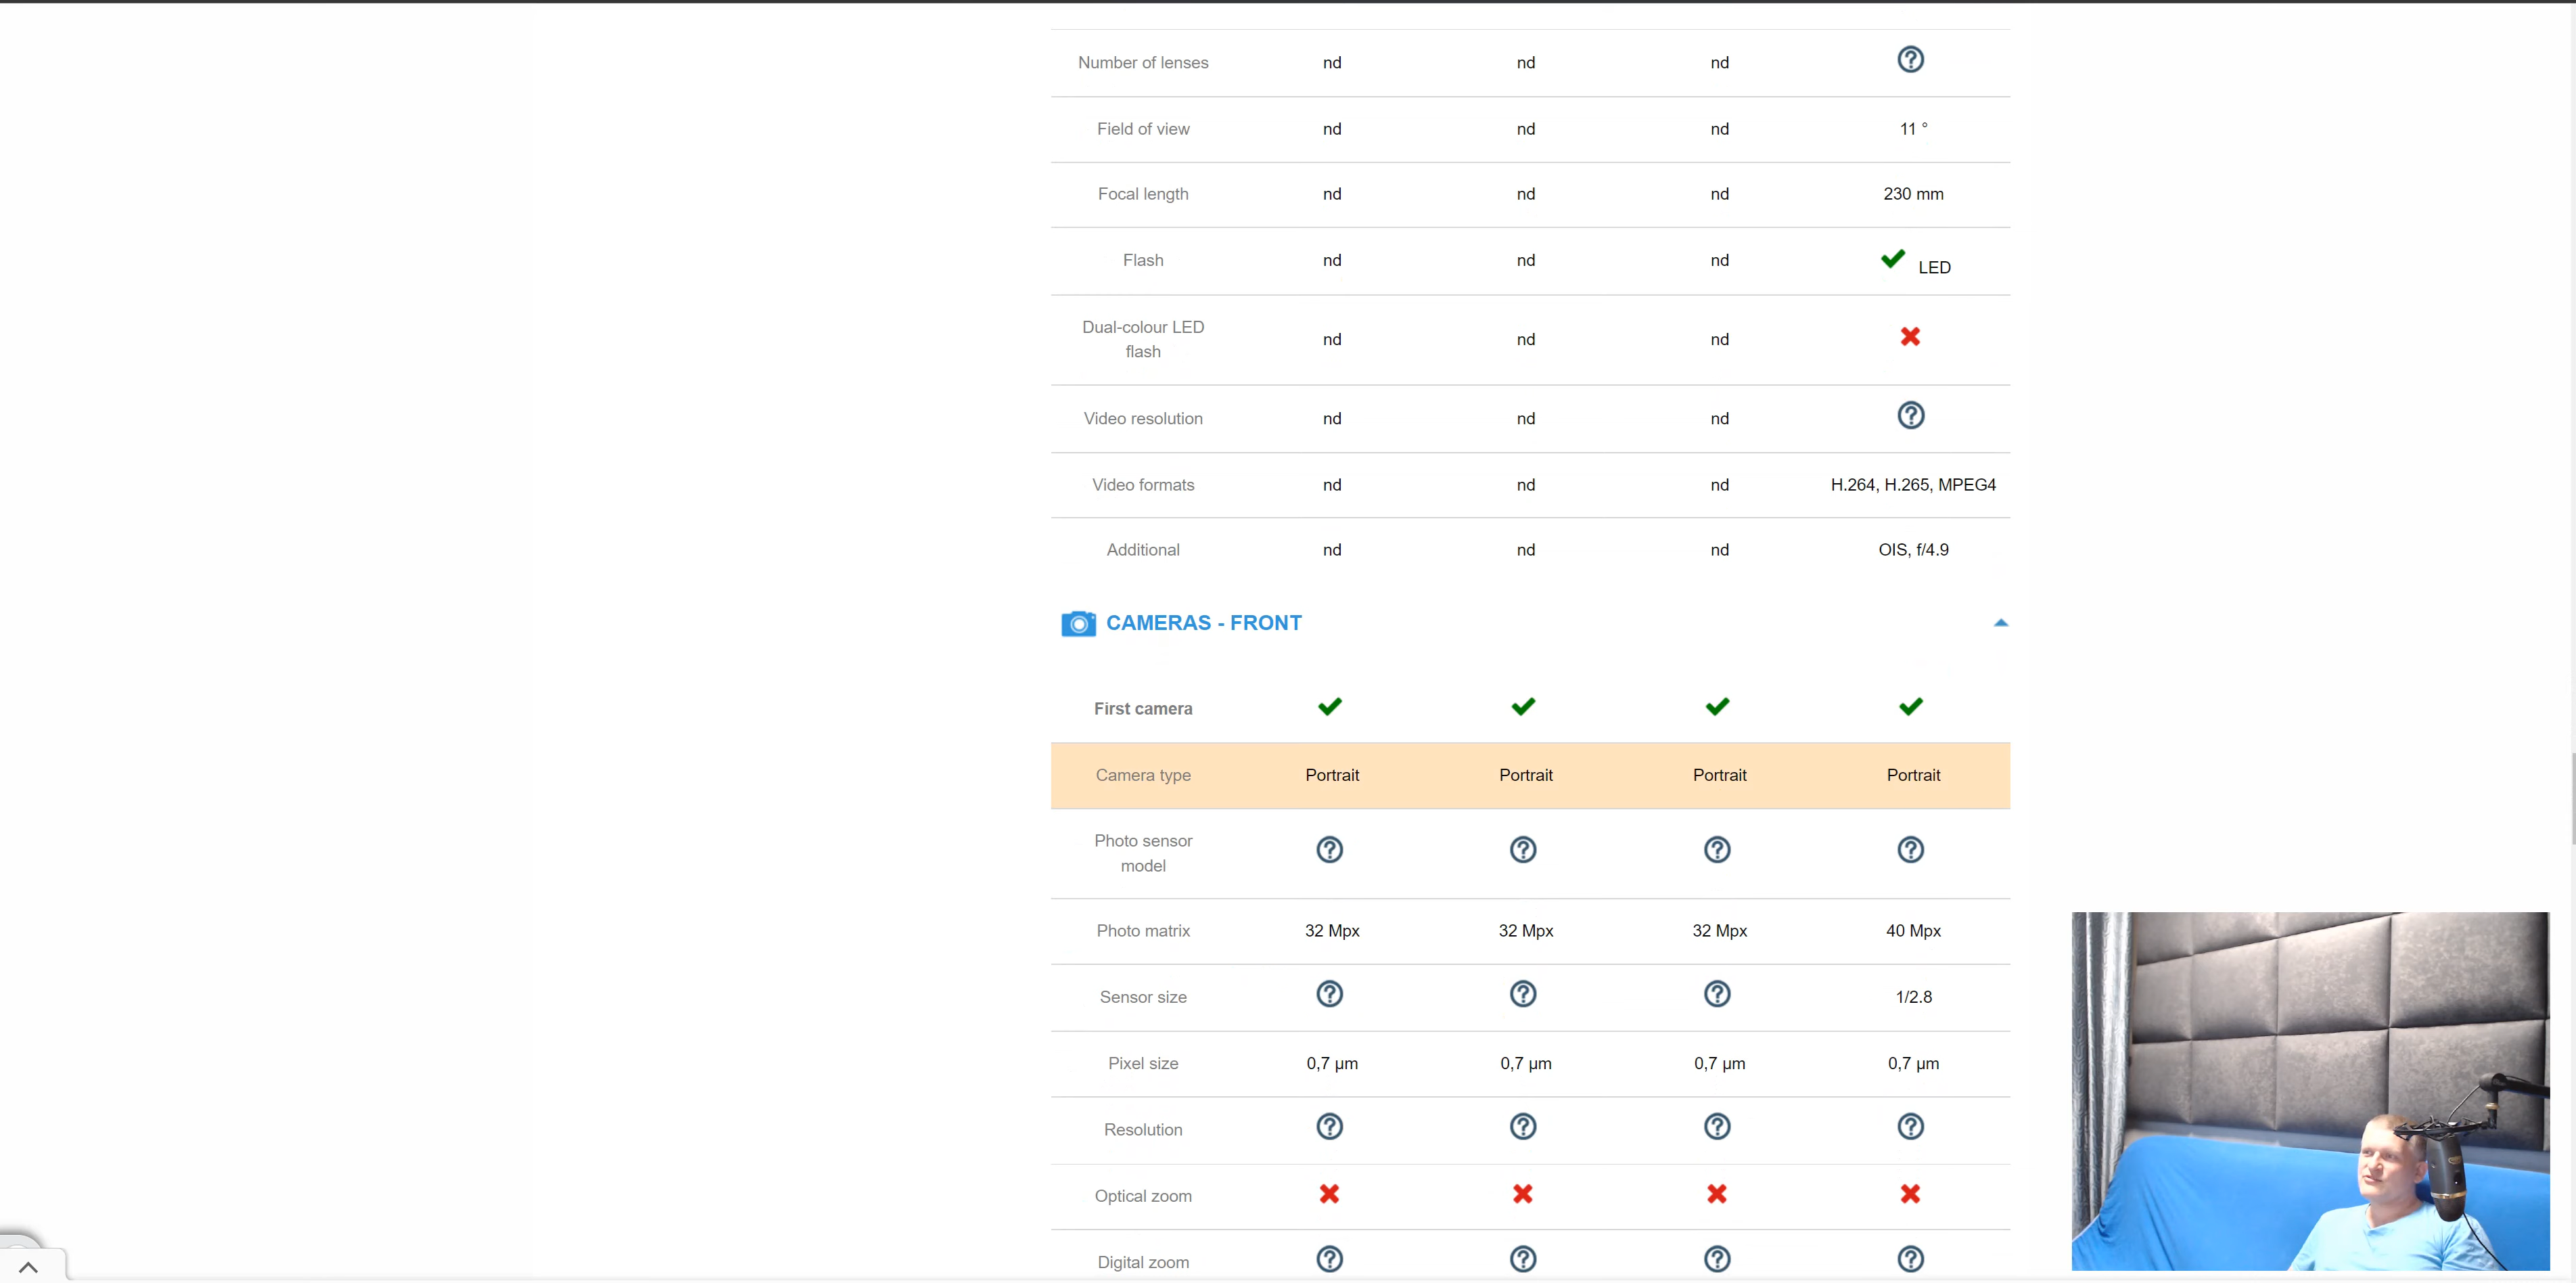 Number of lenses nd nd nd
Field of view nd nd nd 11 °
Focal length nd nd nd 230 mm
Flash nd nd nd LED
Dual-colour LED
flash nd nd nd
Video resolution nd nd nd
Video formats nd nd nd H.264, H.265, MPEG4
Additional nd nd nd OIS, f/4.9
CAMERAS - FRONT
First camera
Camera type Portrait Portrait Portrait Portrait
Photo sensor
model
Photo matrix 32 Mpx 32 Mpx 32 Mpx 40 Mpx
Sensor size 1/2.8
Pixel size 0,7 µm 0,7 µm 0,7 µm 0,7 µm
Resolution
Optical zoom
Digital zoom